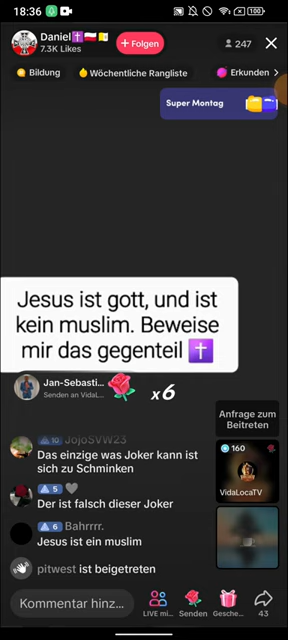 18:36
100
Daniel✝️🇵🇱🇻🇦
7.3K Likes
+ Folgen
247
Bildung
Wöchentliche Rangliste
Erkunden >
Super Montag
Jesus ist gott, und ist
kein muslim. Beweise
mir das gegenteil ✝️
Jan-Sebasti...
Senden an VidaL...
x6
Anfrage zum
Beitreten
10 JojoSVW23
Das einzige was Joker kann ist
sich zu Schminken
160
VidaLocaTV
5 🩶
Der ist falsch dieser Joker
6 Bahrrrr.
Jesus ist ein muslim
pitwest ist beigetreten
Kommentar hinz...
LIVE mi...
Senden
Gesche...
43